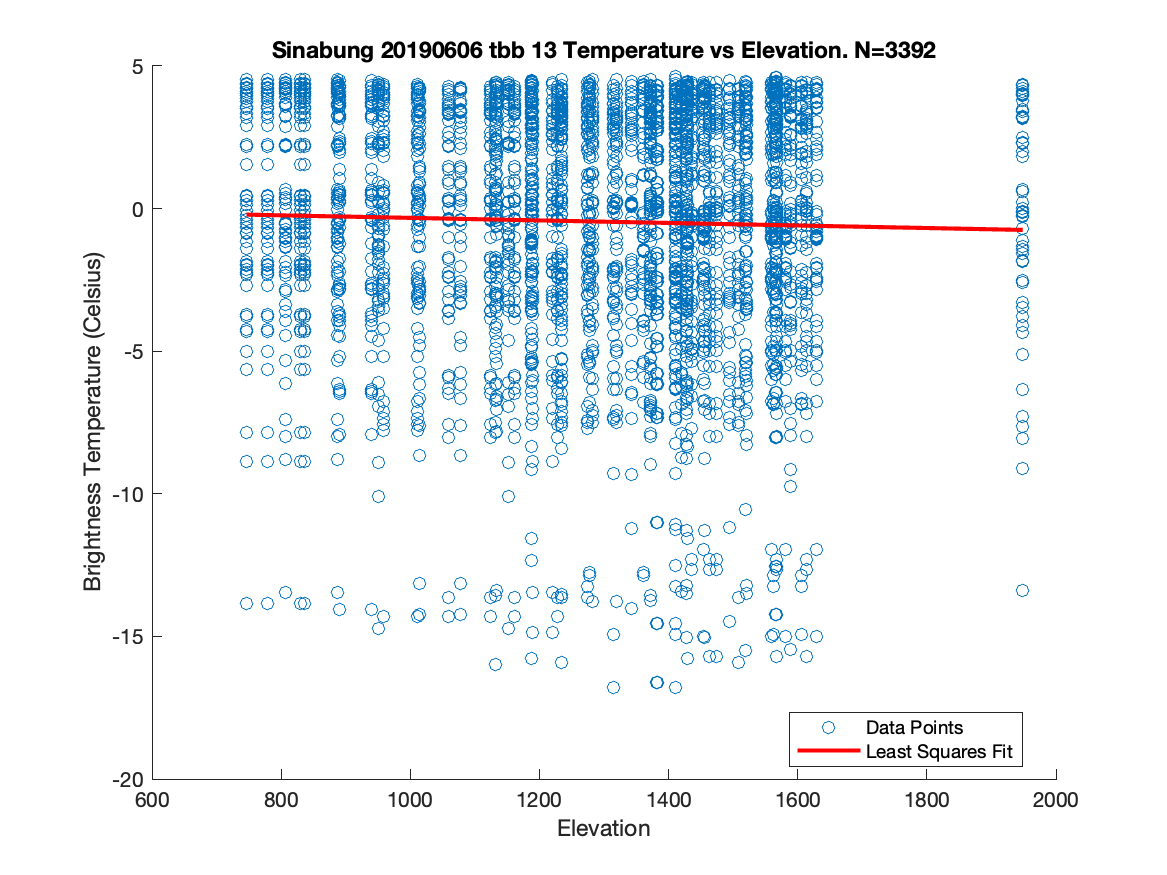 Sinabung 20190606 tbb 13 Temperature vs Elevation. N=3392
5
0
-5
-10
-15
-20
Brightness Temperature (Celsius)
Data Points
Least Squares Fit
600 800 1000 1200 1400 1600 1800 2000
Elevation